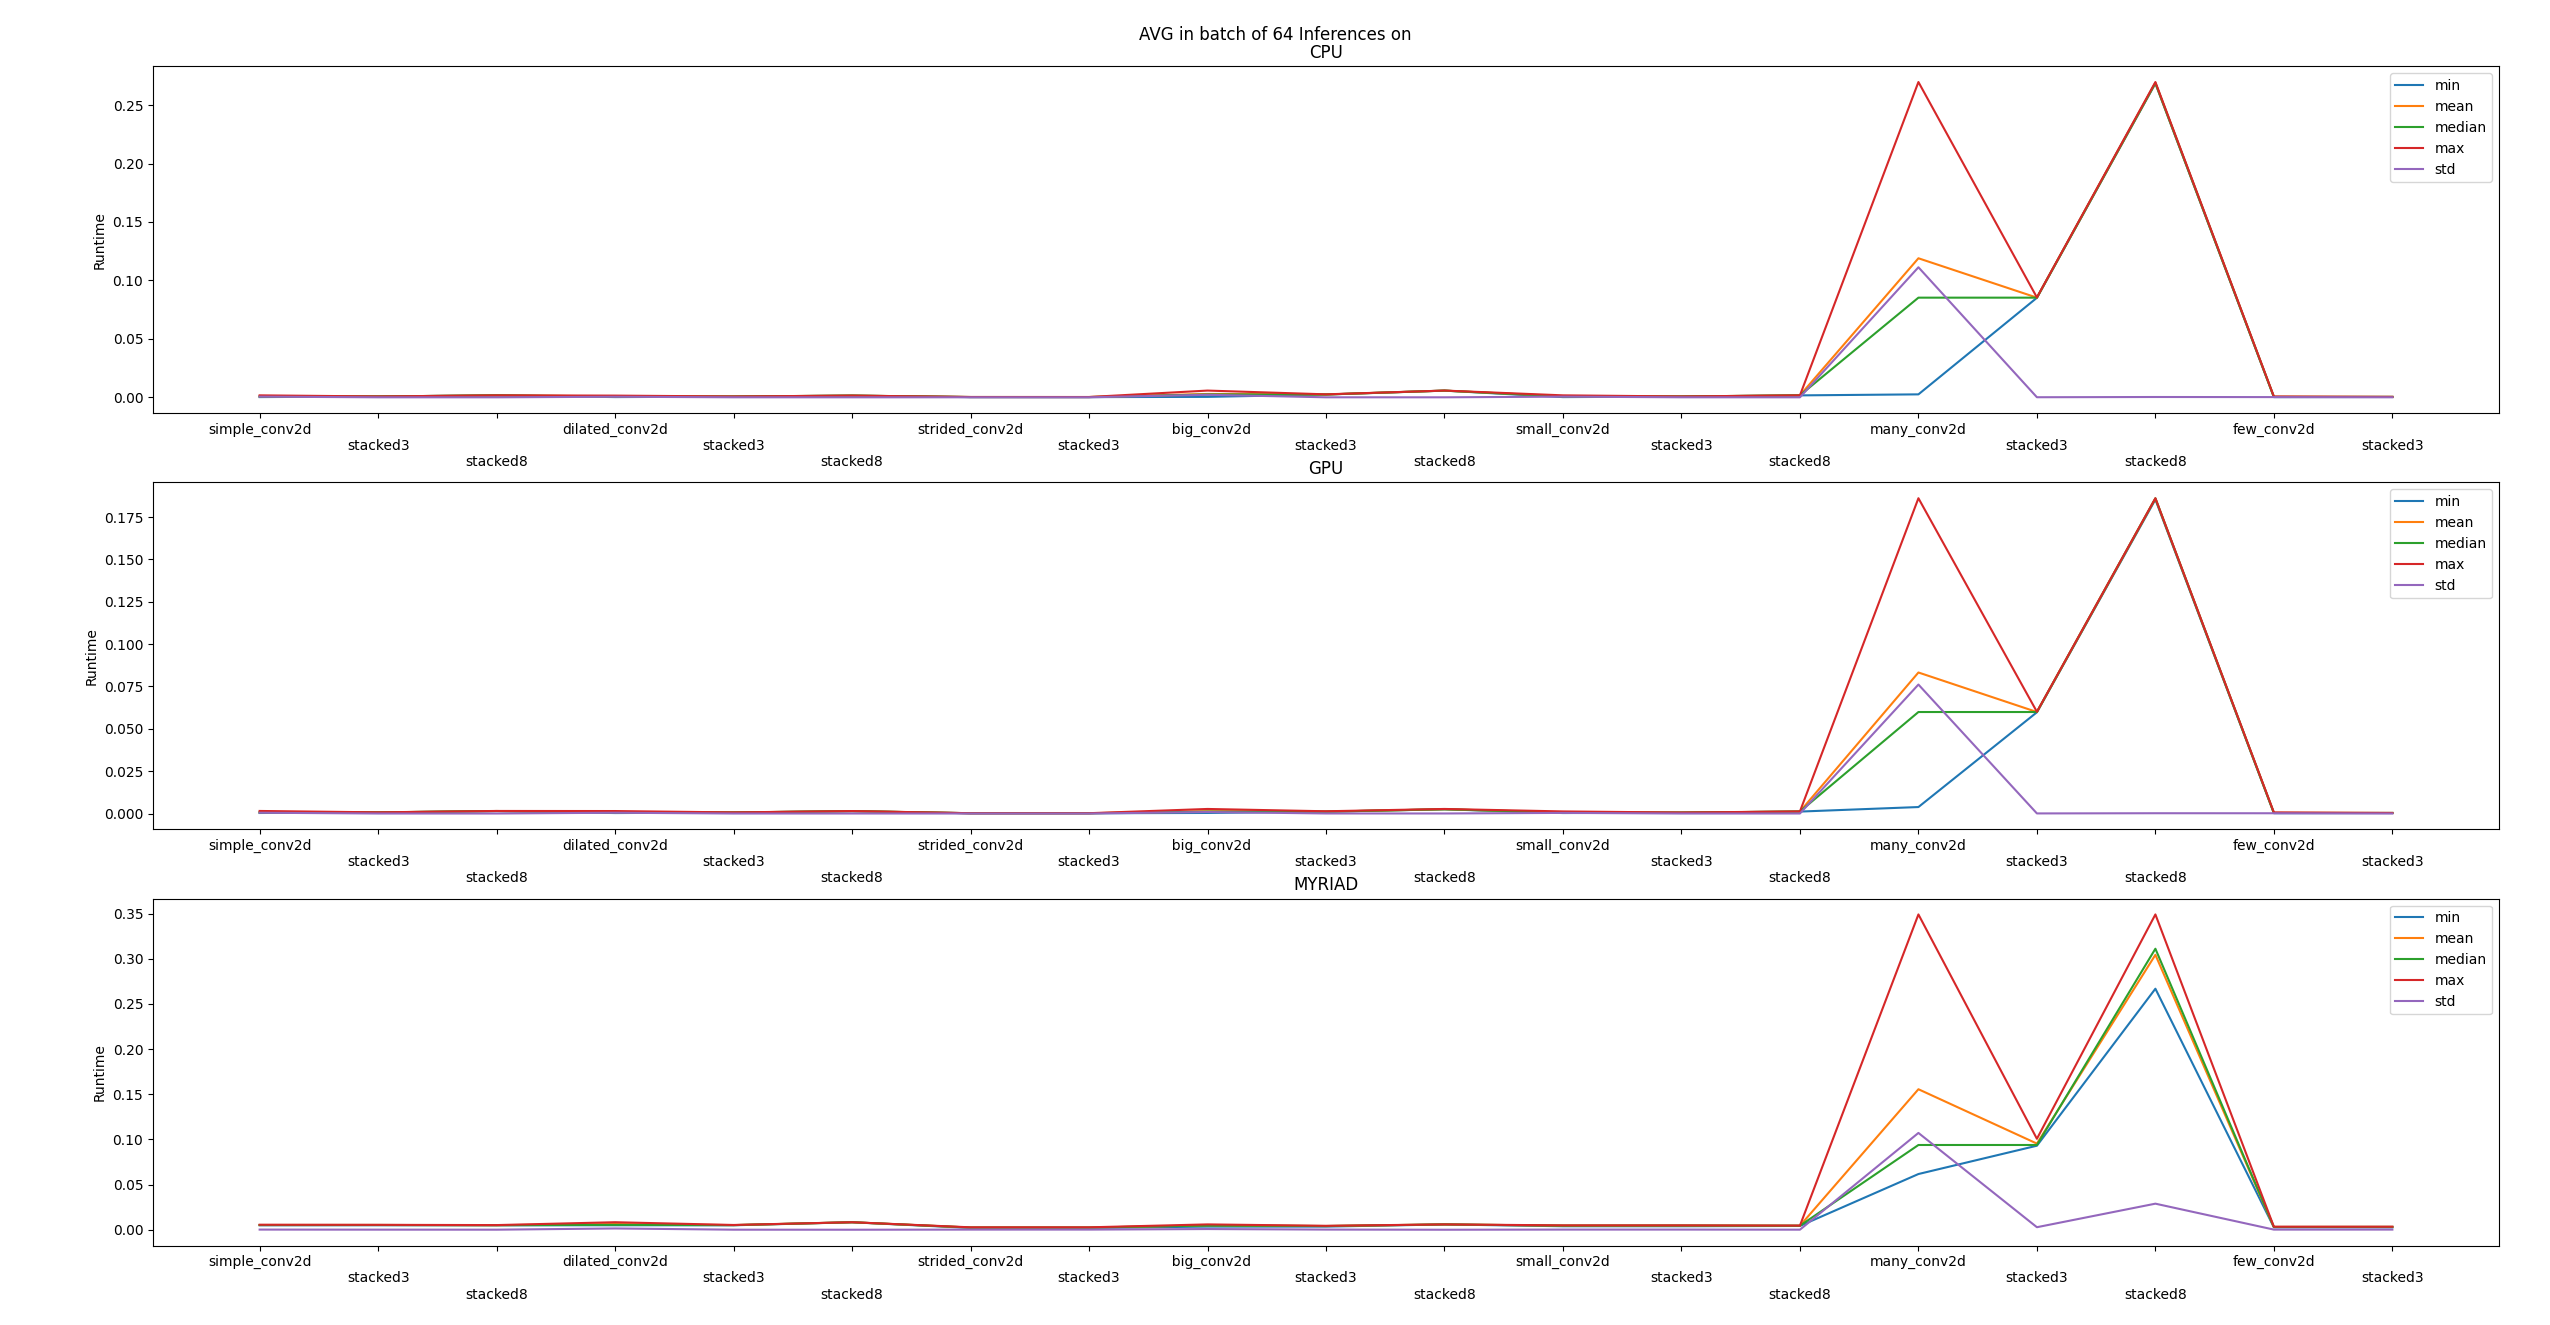 AVG in batch of 64 Inferences on
CPU
Runtime
0.25
0.20
0.15
0.10
0.05
0.00
min
mean
median
max
std
simple_conv2d dilated_conv2d strided_conv2d big_conv2d small_conv2d many_conv2d few_conv2d
stacked3 stacked3 stacked3 stacked3 stacked3 stacked3 stacked3
stacked8 stacked8 stacked8 stacked8 stacked8
GPU
Runtime
0.175
0.150
0.125
0.100
0.075
0.050
0.025
0.000
min
mean
median
max
std
simple_conv2d dilated_conv2d strided_conv2d big_conv2d small_conv2d many_conv2d few_conv2d
stacked3 stacked3 stacked3 stacked3 stacked3 stacked3 stacked3
stacked8 stacked8 stacked8 stacked8 stacked8
MYRIAD
Runtime
0.35
0.30
0.25
0.20
0.15
0.10
0.05
0.00
min
mean
median
max
std
simple_conv2d dilated_conv2d strided_conv2d big_conv2d small_conv2d many_conv2d few_conv2d
stacked3 stacked3 stacked3 stacked3 stacked3 stacked3 stacked3
stacked8 stacked8 stacked8 stacked8 stacked8